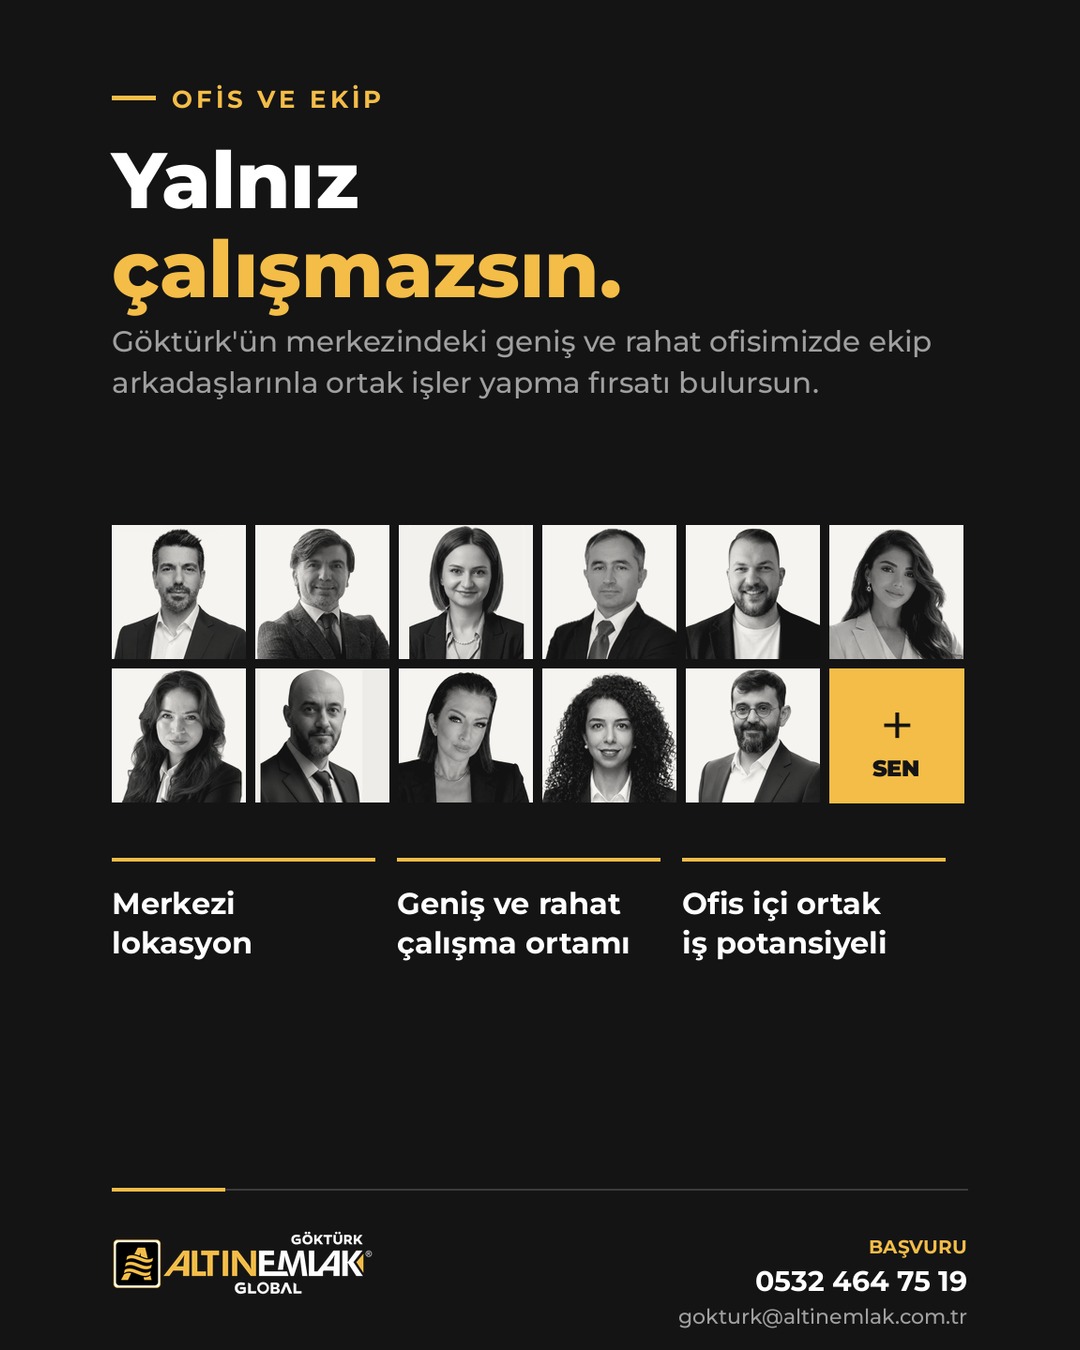 OFİS VE EKİP
Yalnız
çalışmazsın.
Göktürk'ün merkezindeki geniş ve rahat ofisimizde ekip
arkadaşlarınla ortak işler yapma fırsatı bulursun.
+
SEN
Merkezi
lokasyon
Geniş ve rahat
çalışma ortamı
Ofis içi ortak
iş potansiyeli
GÖKTÜRK
ALTINEMLAK®
GLOBAL
BAŞVURU
0532 464 75 19
gokturk@altinemlak.com.tr